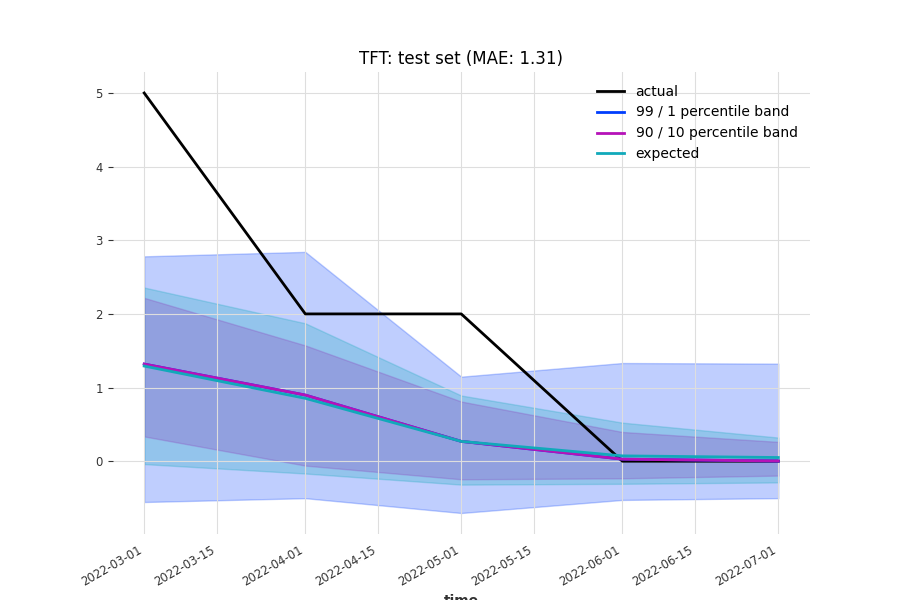 TFT: test set (MAE: 1.31)
actual
99 / 1 percentile band
90 / 10 percentile band
expected
5
4
3
2
1
0
2022-03-01
2022-03-15
2022-04-01
2022-04-15
2022-05-01
2022-05-15
2022-06-01
2022-06-15
2022-07-01
time